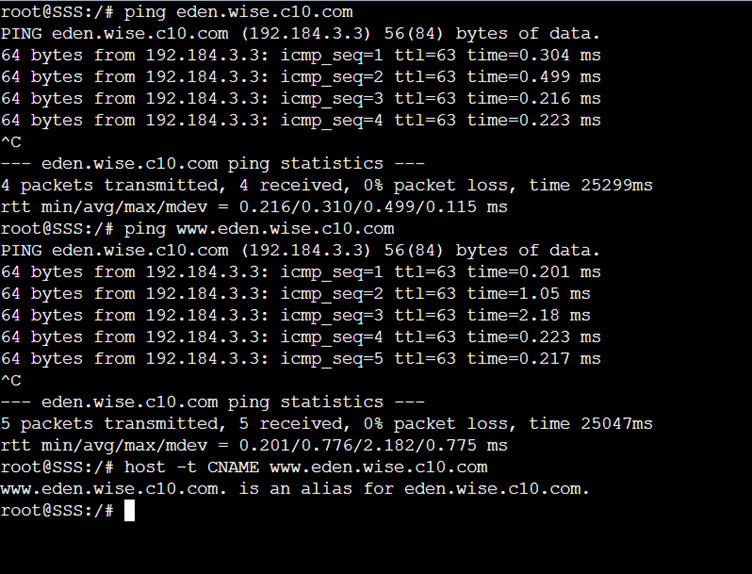 root@SSS:/# ping eden.wise.c10.com
PING eden.wise.c10.com (192.184.3.3) 56(84) bytes of data.
64 bytes from 192.184.3.3: icmp_seq=1 ttl=63 time=0.304 ms
64 bytes from 192.184.3.3: icmp_seq=2 ttl=63 time=0.499 ms
64 bytes from 192.184.3.3: icmp_seq=3 ttl=63 time=0.216 ms
64 bytes from 192.184.3.3: icmp_seq=4 ttl=63 time=0.223 ms
^C
--- eden.wise.c10.com ping statistics ---
4 packets transmitted, 4 received, 0% packet loss, time 25299ms
rtt min/avg/max/mdev = 0.216/0.310/0.499/0.115 ms
root@SSS:/# ping www.eden.wise.c10.com
PING eden.wise.c10.com (192.184.3.3) 56(84) bytes of data.
64 bytes from 192.184.3.3: icmp_seq=1 ttl=63 time=0.201 ms
64 bytes from 192.184.3.3: icmp_seq=2 ttl=63 time=1.05 ms
64 bytes from 192.184.3.3: icmp_seq=3 ttl=63 time=2.18 ms
64 bytes from 192.184.3.3: icmp_seq=4 ttl=63 time=0.223 ms
64 bytes from 192.184.3.3: icmp_seq=5 ttl=63 time=0.217 ms
^C
--- eden.wise.c10.com ping statistics ---
5 packets transmitted, 5 received, 0% packet loss, time 25047ms
rtt min/avg/max/mdev = 0.201/0.776/2.182/0.775 ms
root@SSS:/# host -t CNAME www.eden.wise.c10.com
www.eden.wise.c10.com. is an alias for eden.wise.c10.com.
root@SSS:/#